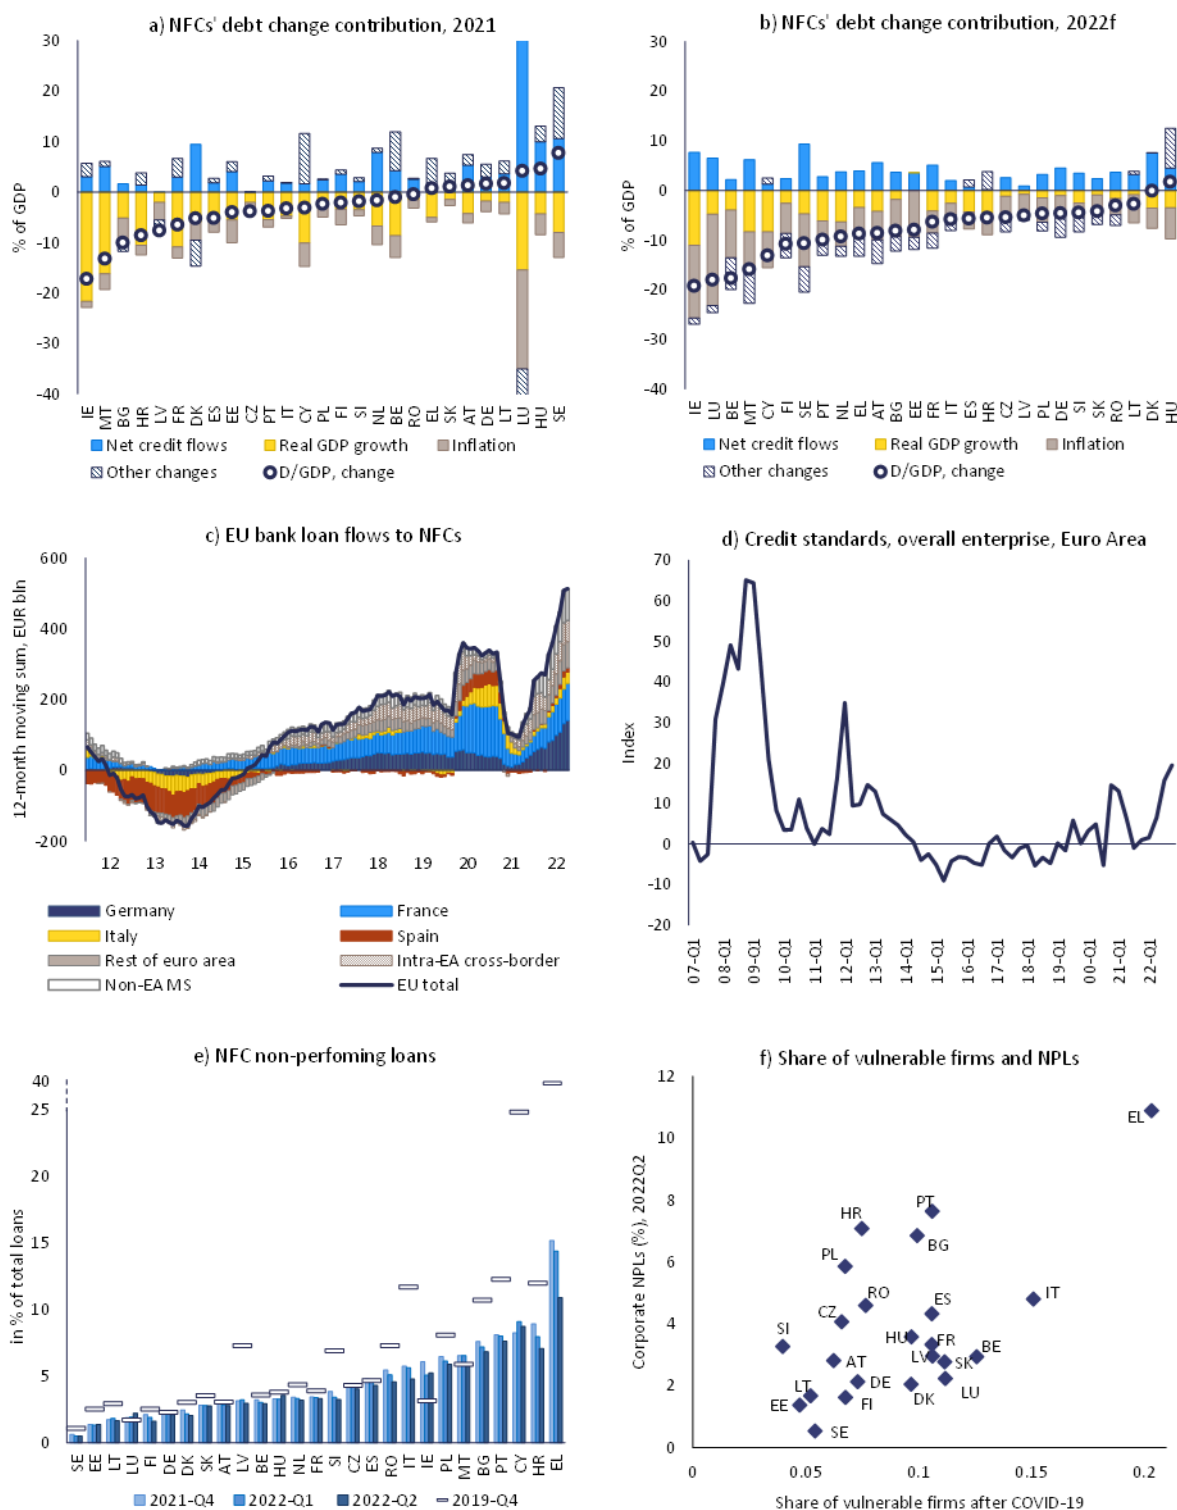 a) NFCs' debt change contribution, 2021
30
20
10
0
-10
-20
-30
-40
% of GDP
IE MT BG HR LV FR DK ES EE CZ PT IT CY PL FI SI NL BE RO EL SK AT DE LT LU HU SE
Net credit flows Real GDP growth Inflation
Other changes D/GDP, change
b) NFCs' debt change contribution, 2022f
30
20
10
0
-10
-20
-30
-40
% of GDP
IE LU BE MT CY FI SE PT NL EL AT BG EE FR IT ES HR CZ LV PL DE SI SK RO LT DK HU
Net credit flows Real GDP growth Inflation
Other changes D/GDP, change
c) EU bank loan flows to NFCs
600
400
200
0
-200
12-month moving sum, EUR bln
12 13 14 15 16 17 18 19 20 21 22
Germany France
Italy Spain
Rest of euro area Intra-EA cross-border
Non-EA MS EU total
d) Credit standards, overall enterprise, Euro Area
70
60
50
40
30
20
10
0
-10
-20
Index
07-Q1 08-Q1 09-Q1 10-Q1 11-Q1 12-Q1 13-Q1 14-Q1 15-Q1 16-Q1 17-Q1 18-Q1 19-Q1 00-Q1 21-Q1 22-Q1
e) NFC non-perfoming loans
40
25
20
15
10
5
0
in % of total loans
SE EE LT LU FI DE DK SK AT LV BE HU NL FR SI CZ ES RO IT IE PL MT BG PT CY HR EL
2021-Q4 2022-Q1 2022-Q2 2019-Q4
f) Share of vulnerable firms and NPLs
12
10
8
6
4
2
0
Corporate NPLs (%), 2022Q2
EL
PT
HR
BG
PL
RO
ES
IT
CZ
SI
HU
FR
BE
AT
LV
SK
LT
DE
LU
EE
FI
DK
SE
0 0.05 0.1 0.15 0.2
Share of vulnerable firms after COVID-19